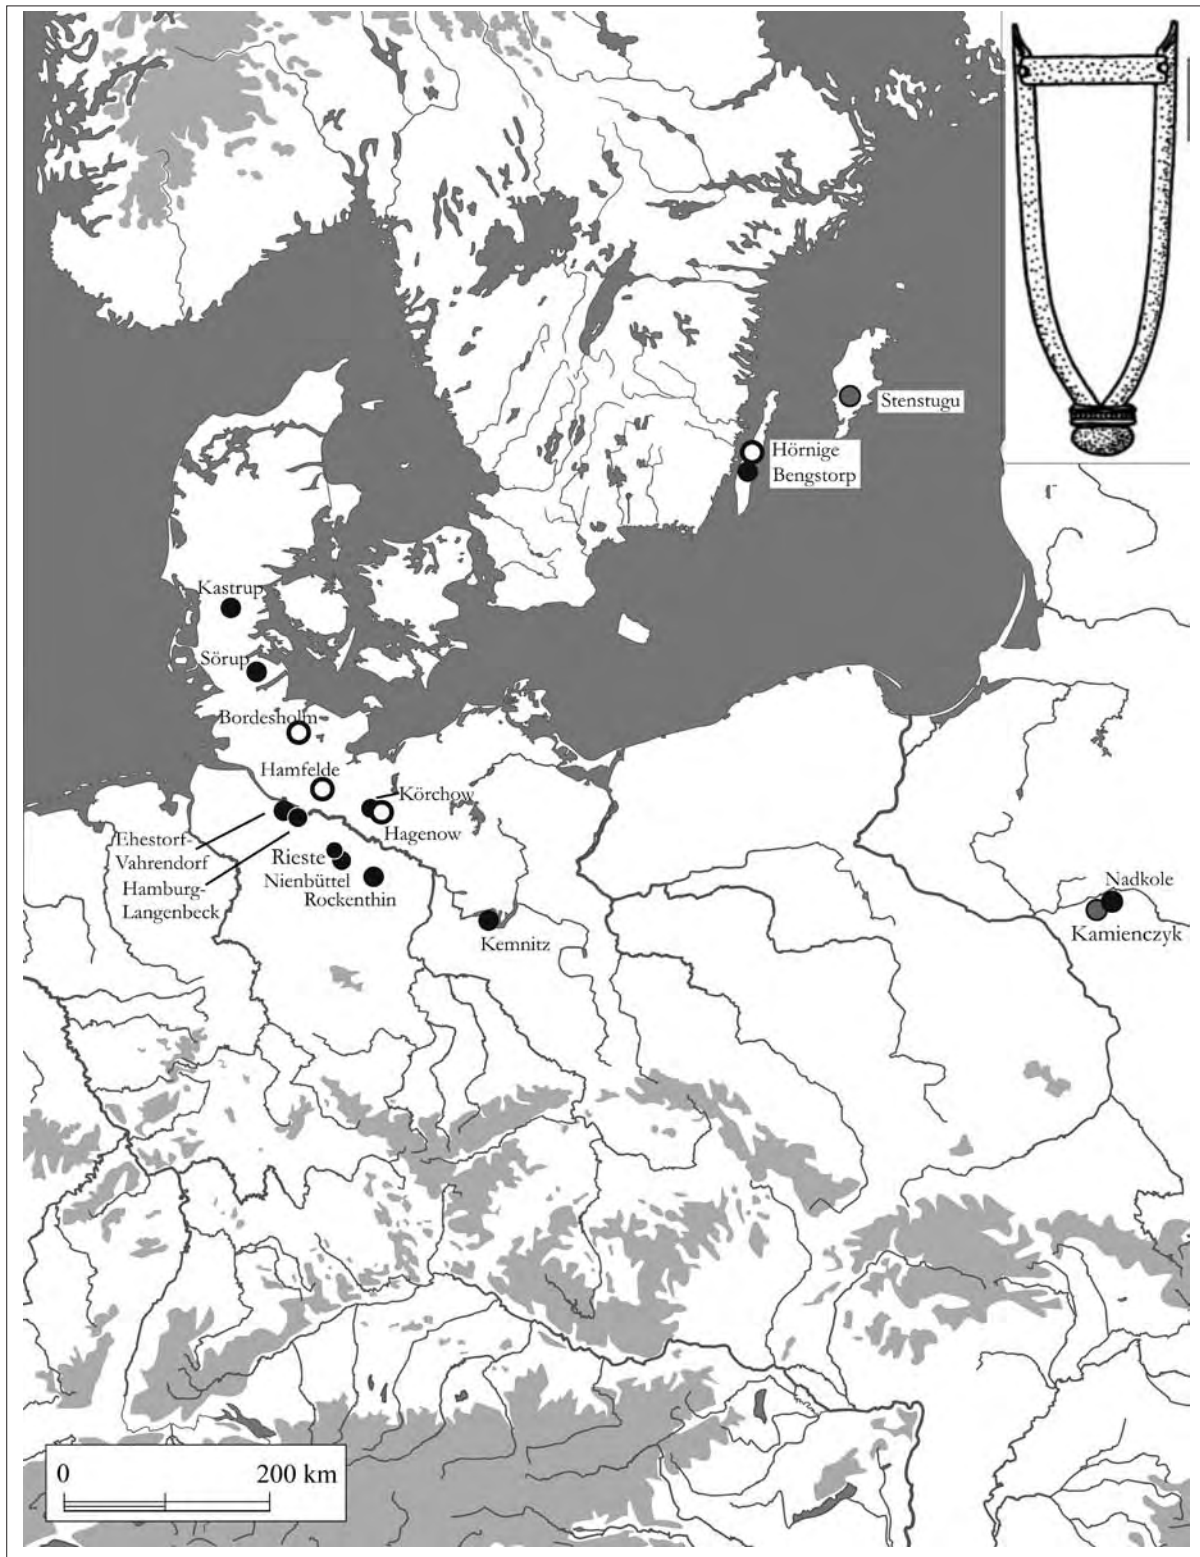 Stenstugu
Hörnige
Bengstorp
Kastrup
Sörup
Bordesholm
Hamfelde
Körchow
Hagenow
Ehestorf-
Vahrendorf
Hamburg-
Langenbeck
Rieste
Nienbüttel
Rockenthin
Kemnitz
Nadkole
Kamienczyk
0 200 km